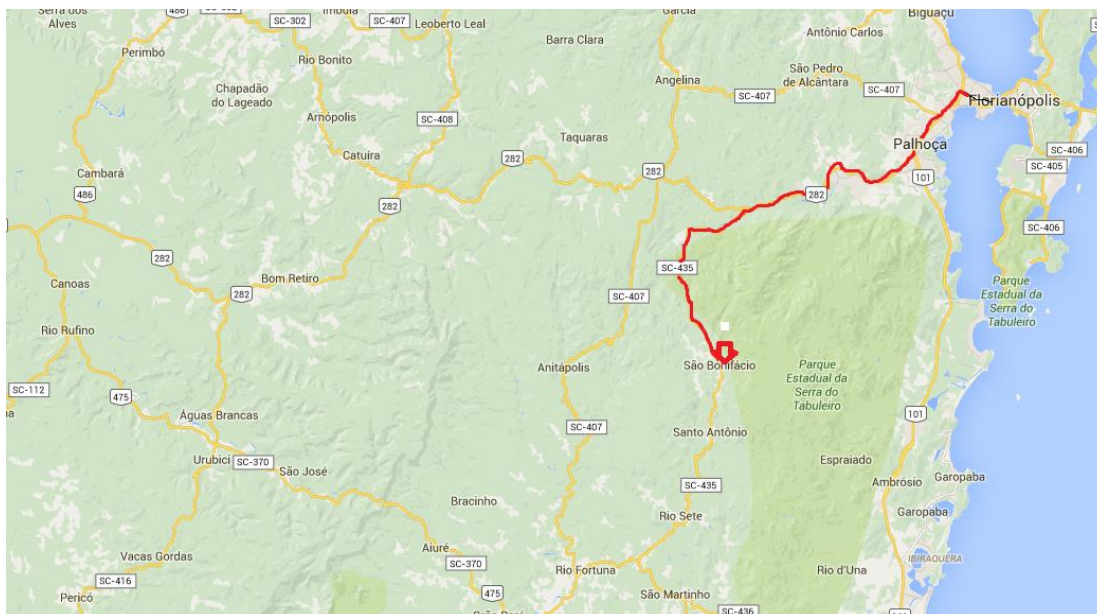 Serra dos
Alves
486
SC-302
Imbuia
SC-407
Leoberto Leal
Garcia
Biguaçu
Perimbó
Rio Bonito
Barra Clara
Antônio Carlos
Chapadão
do Lageado
Angelina
São Pedro
de Alcântara
SC-407
SC-407
Florianópolis
Arnópolis
SC-408
Taquaras
Palhoça
Catuíra
282
282
SC-406
SC-405
Cambará
486
282
282
101
SC-406
282
SC-435
Bom Retiro
Canoas
282
SC-407
Parque
Estadual da
Serra do
Tabuleiro
Rio Rufino
Anitápolis
São Bonifácio
Parque
Estadual da
Serra do
Tabuleiro
SC-112
475
Águas Brancas
101
SC-407
Santo Antônio
Urubici
SC-370
São José
Espraiado
Ambrósio
Garopaba
SC-435
Bracinho
Rio Sete
Garopaba
Aiurê
Vacas Gordas
SC-370
IBIRAQUERA
SC-416
Rio Fortuna
Rio d'Una
Pericó
475
São Martinho
SC-436